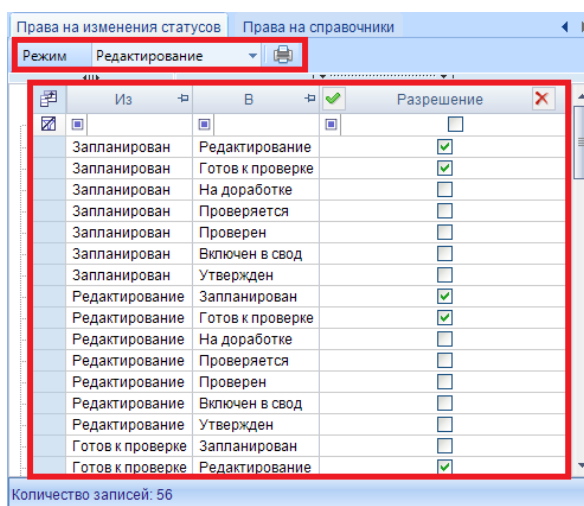 Права на изменения статусов Права на справочники
Режим Редактирование
Из В Разрешение
Запланирован Редактирование
Запланирован Готов к проверке
Запланирован На доработке
Запланирован Проверяется
Запланирован Проверен
Запланирован Включен в свод
Запланирован Утвержден
Редактирование Запланирован
Редактирование Готов к проверке
Редактирование На доработке
Редактирование Проверяется
Редактирование Проверен
Редактирование Включен в свод
Редактирование Утвержден
Готов к проверке Запланирован
Готов к проверке Редактирование
Количество записей: 56